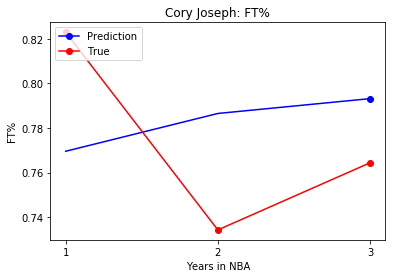 Cory Joseph: FT%
Prediction
True
0.82
0.80
0.78
0.76
0.74
FT%
1
2
3
Years in NBA